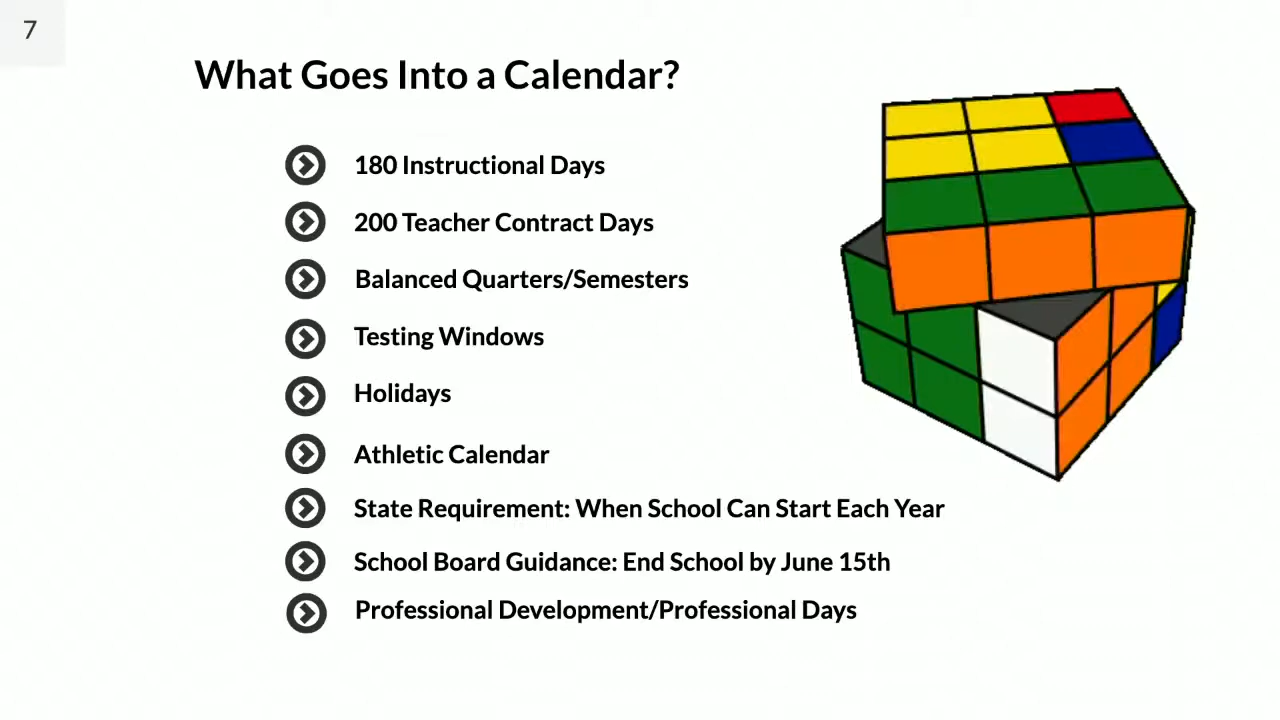 7
What Goes Into a Calendar?
180 Instructional Days
200 Teacher Contract Days
Balanced Quarters/Semesters
Testing Windows
Holidays
Athletic Calendar
State Requirement: When School Can Start Each Year
School Board Guidance: End School by June 15th
Professional Development/Professional Days